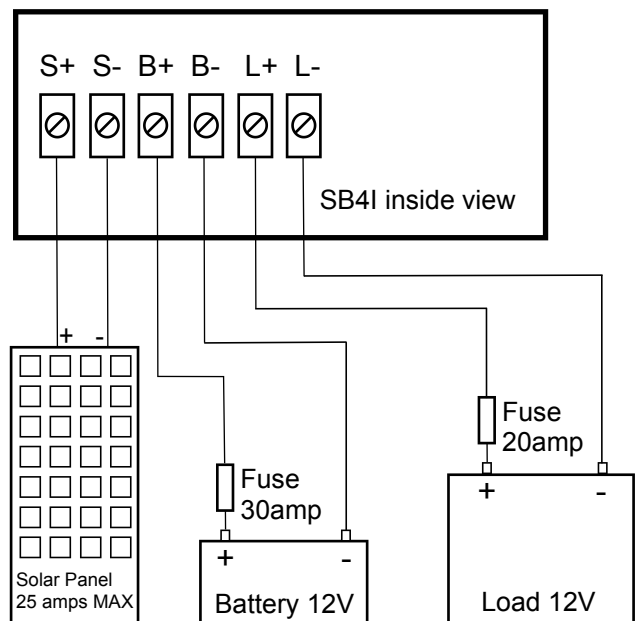 S+ S- B+ B- L+ L-
SB4I inside view
+ -
Fuse
20amp
+ -
Fuse
30amp
+ -
Solar Panel
25 amps MAX
Battery 12V
Load 12V